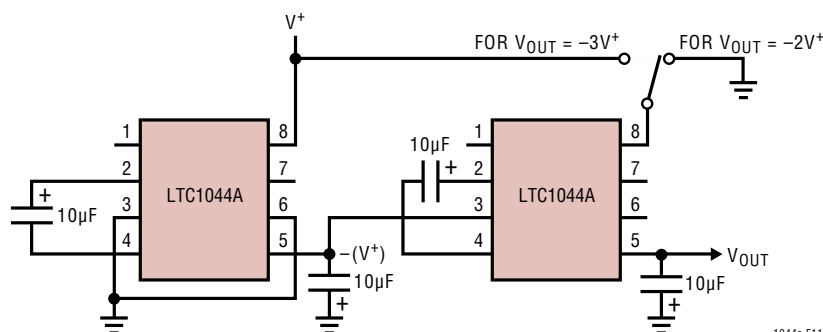 V+
FOR VOUT = –3V+
FOR VOUT = –2V+
1
2
3
4
LTC1044A
8
7
6
5
+
10µF
–(V+)
10µF
+
10µF
+
1
2
3
4
LTC1044A
8
7
6
5
VOUT
10µF
+